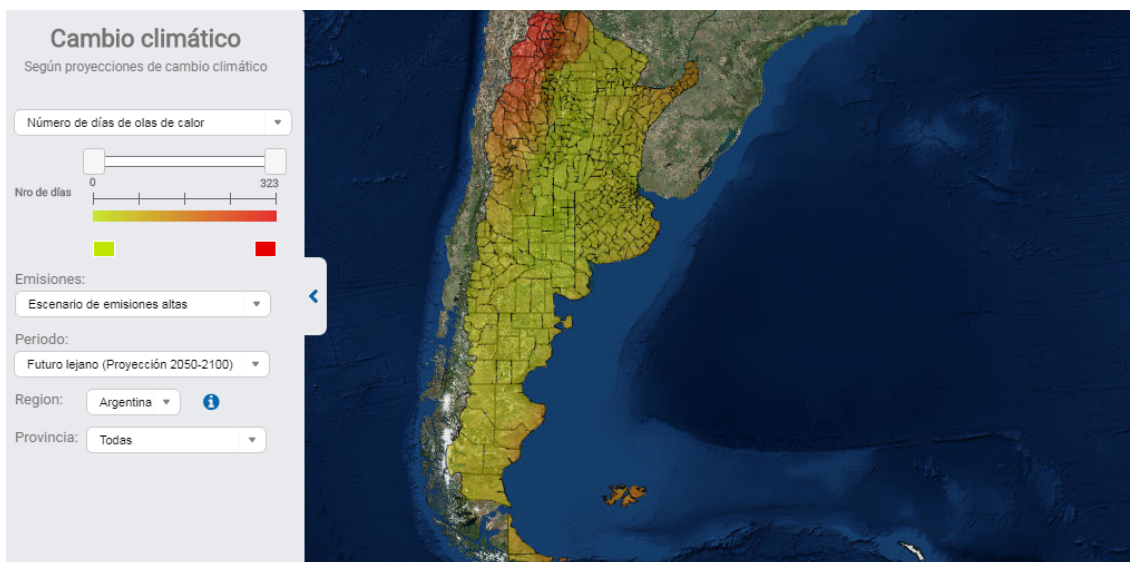 Cambio climático
Según proyecciones de cambio climático
Número de días de olas de calor
0 323
Nro de días
Emisiones:
Escenario de emisiones altas
Periodo:
Futuro lejano (Proyección 2050-2100)
Region: Argentina
Provincia: Todas